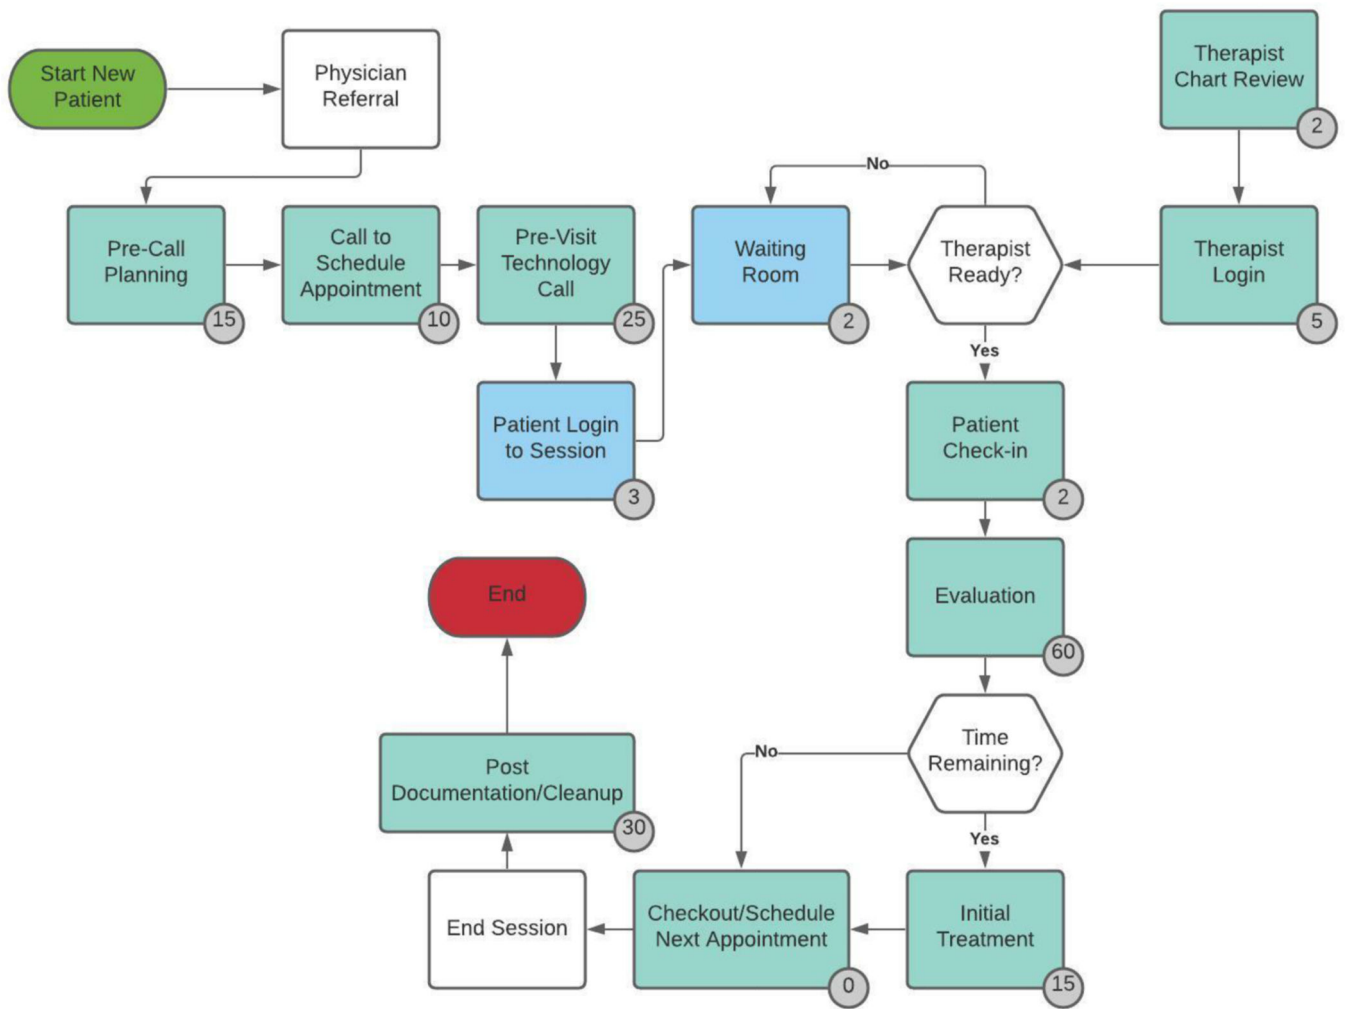 Start New
Patient
Physician
Referral
Therapist
Chart Review
2
No
Pre-Call
Planning
15
Call to
Schedule
Appointment
10
Pre-Visit
Technology
Call
25
Waiting
Room
2
Therapist
Ready?
Therapist
Login
5
Yes
Patient Login
to Session
3
Patient
Check-in
2
Evaluation
60
End
Time
Remaining?
No
Yes
Post
Documentation/Cleanup
30
End Session
Checkout/Schedule
Next Appointment
0
Initial
Treatment
15